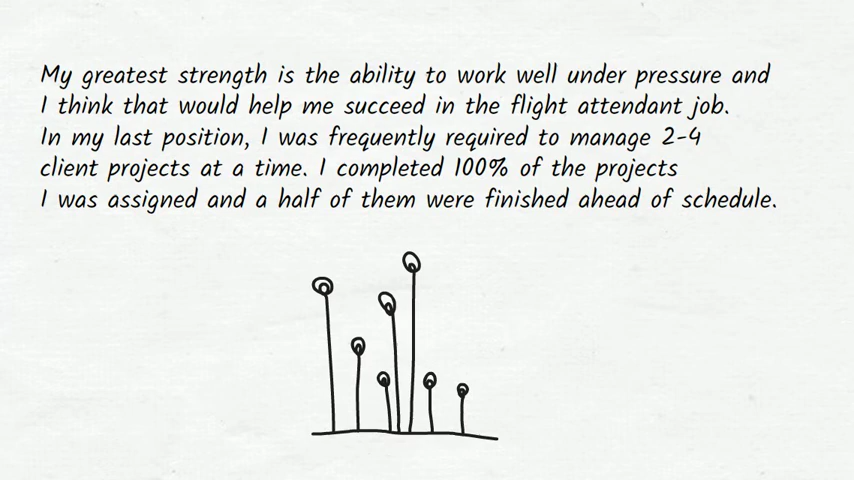 My greatest strength is the ability to work well under pressure and
I think that would help me succeed in the flight attendant job.
In my last position, I was frequently required to manage 2-4
client projects at a time. I completed 100% of the projects
I was assigned and a half of them were finished ahead of schedule.